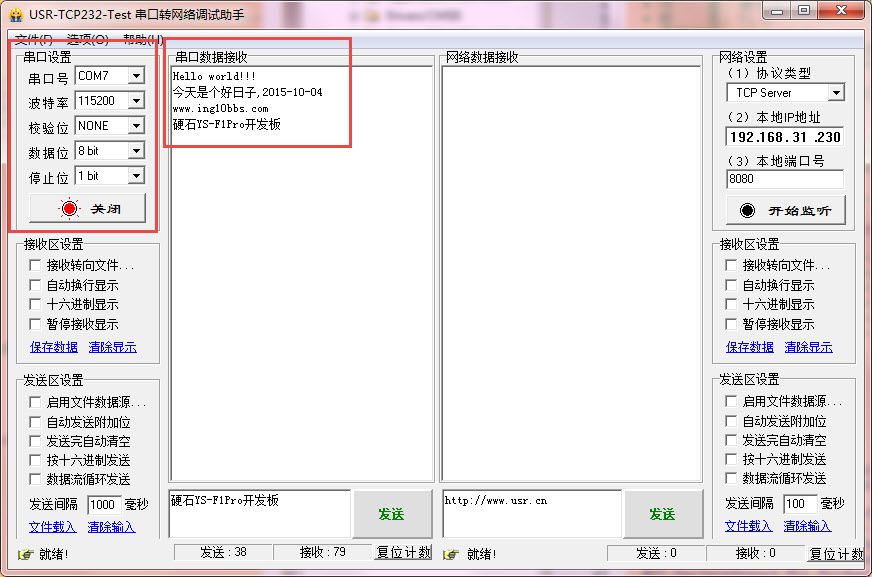 USR-TCP232-Test 串口转网络调试助手
文件(F) 选项(O) 帮助(H)
串口设置
串口号 COM7
波特率 115200
校验位 NONE
数据位 8 bit
停止位 1 bit
关闭
接收区设置
接收转向文件...
自动换行显示
十六进制显示
暂停接收显示
保存数据 清除显示
发送区设置
启用文件数据源...
自动发送附加位
发送完自动清空
按十六进制发送
数据流循环发送
发送间隔 1000 毫秒
文件载入 清除输入
就绪!
串口数据接收
Hello world!!!
今天是个好日子,2015-10-04
www.ing10bbs.com
硬石YS-F1Pro开发板
硬石YS-F1Pro开发板
发送
发送 : 38 接收 : 79 复位计数
网络数据接收
http://www.usr.cn
发送
就绪!
发送 : 0 接收 : 0 复位计数
网络设置
(1) 协议类型
TCP Server
(2) 本地IP地址
192.168.31.230
(3) 本地端口号
8080
开始监听
接收区设置
接收转向文件...
自动换行显示
十六进制显示
暂停接收显示
保存数据 清除显示
发送区设置
启用文件数据源...
自动发送附加位
发送完自动清空
按十六进制发送
数据流循环发送
发送间隔 100 毫秒
文件载入 清除输入